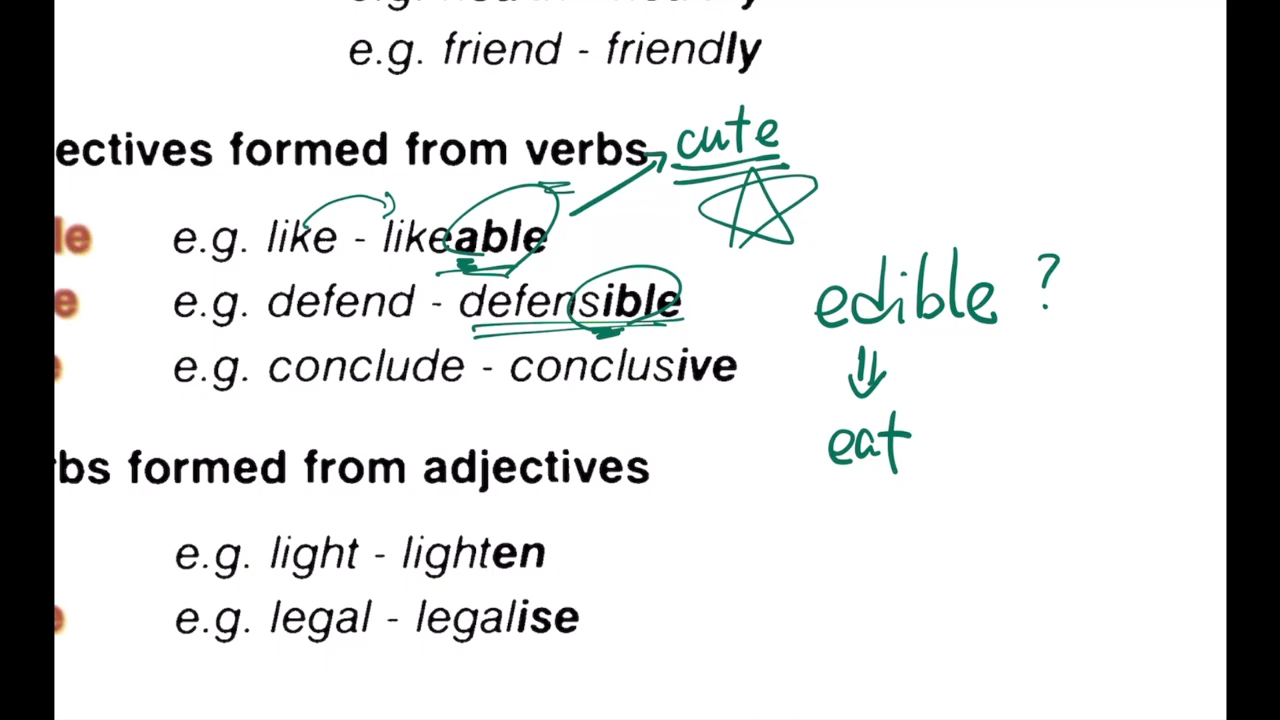 e.g. friend - friendly
ectives formed from verbs
cute
le e.g. like - likeable
e e.g. defend - defensible
edible ?
e e.g. conclude - conclusive
eat
bs formed from adjectives
e.g. light - lighten
e e.g. legal - legalise